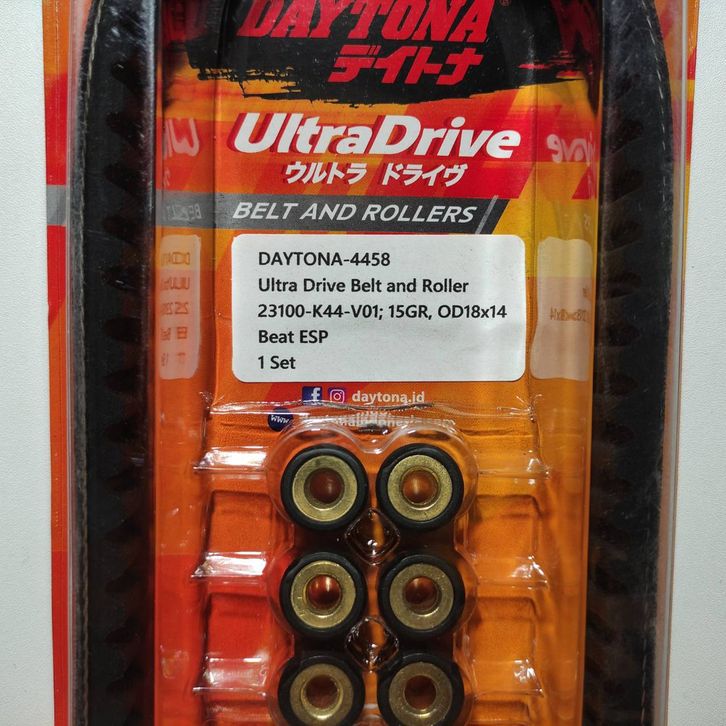 DAYTONA
デイトナ
UltraDrive
ウルトラ ドライヴ
BELT AND ROLLERS
DAYTONA-4458
Ultra Drive Belt and Roller
23100-K44-V01; 15GR, OD18x14
Beat ESP
1 Set
daytona.id
www